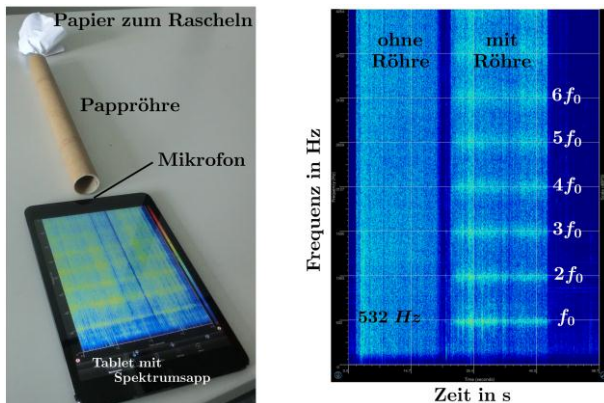 Papier zum Rascheln
Pappröhre
Mikrofon
Tablet mit
Spektrumsapp
Frequenz in Hz
ohne
Röhre
mit
Röhre
6f₀
5f₀
4f₀
3f₀
2f₀
532 Hz
f₀
Zeit in s